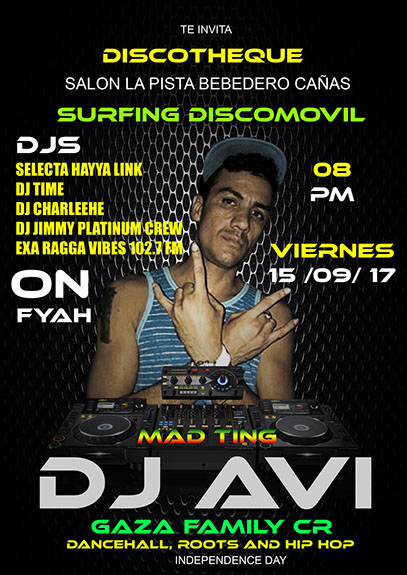 TE INVITA
DISCOTHEQUE
SALON LA PISTA BEBEDERO CAÑAS
SURFING DISCOMOVIL
DJS
SELECTA HAYYA LINK
DJ TIME
DJ CHARLEEHE
DJ JIMMY PLATINUM CREW
EXA RAGGA VIBES 102.7 FM
08
PM
VIERNES
15 /09/ 17
ON
FYAH
MAD TING
DJ AVI
GAZA FAMILY CR
DANCEHALL, ROOTS AND HIP HOP
INDEPENDENCE DAY